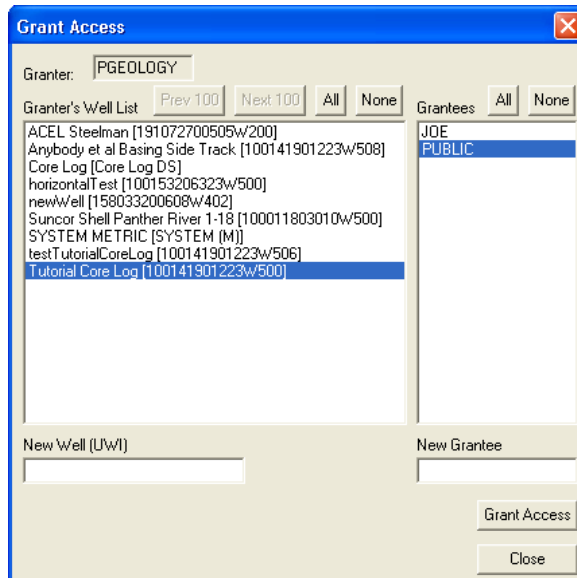 Grant Access
Granter: PGEOLOGY
Granter's Well List Prev 100 Next 100 All None
ACEL Steelman [191072700505W200]
Anybody et al Basing Side Track [100141901223W508]
Core Log [Core Log DS]
horizontalTest [100153206323W500]
newWell [158033200608W402]
Suncor Shell Panther River 1-18 [100011803010W500]
SYSTEM METRIC [SYSTEM (M)]
testTutorialCoreLog [100141901223W506]
Tutorial Core Log [100141901223W500]
Grantees All None
JOE
PUBLIC
New Well (UWI)
New Grantee
Grant Access
Close